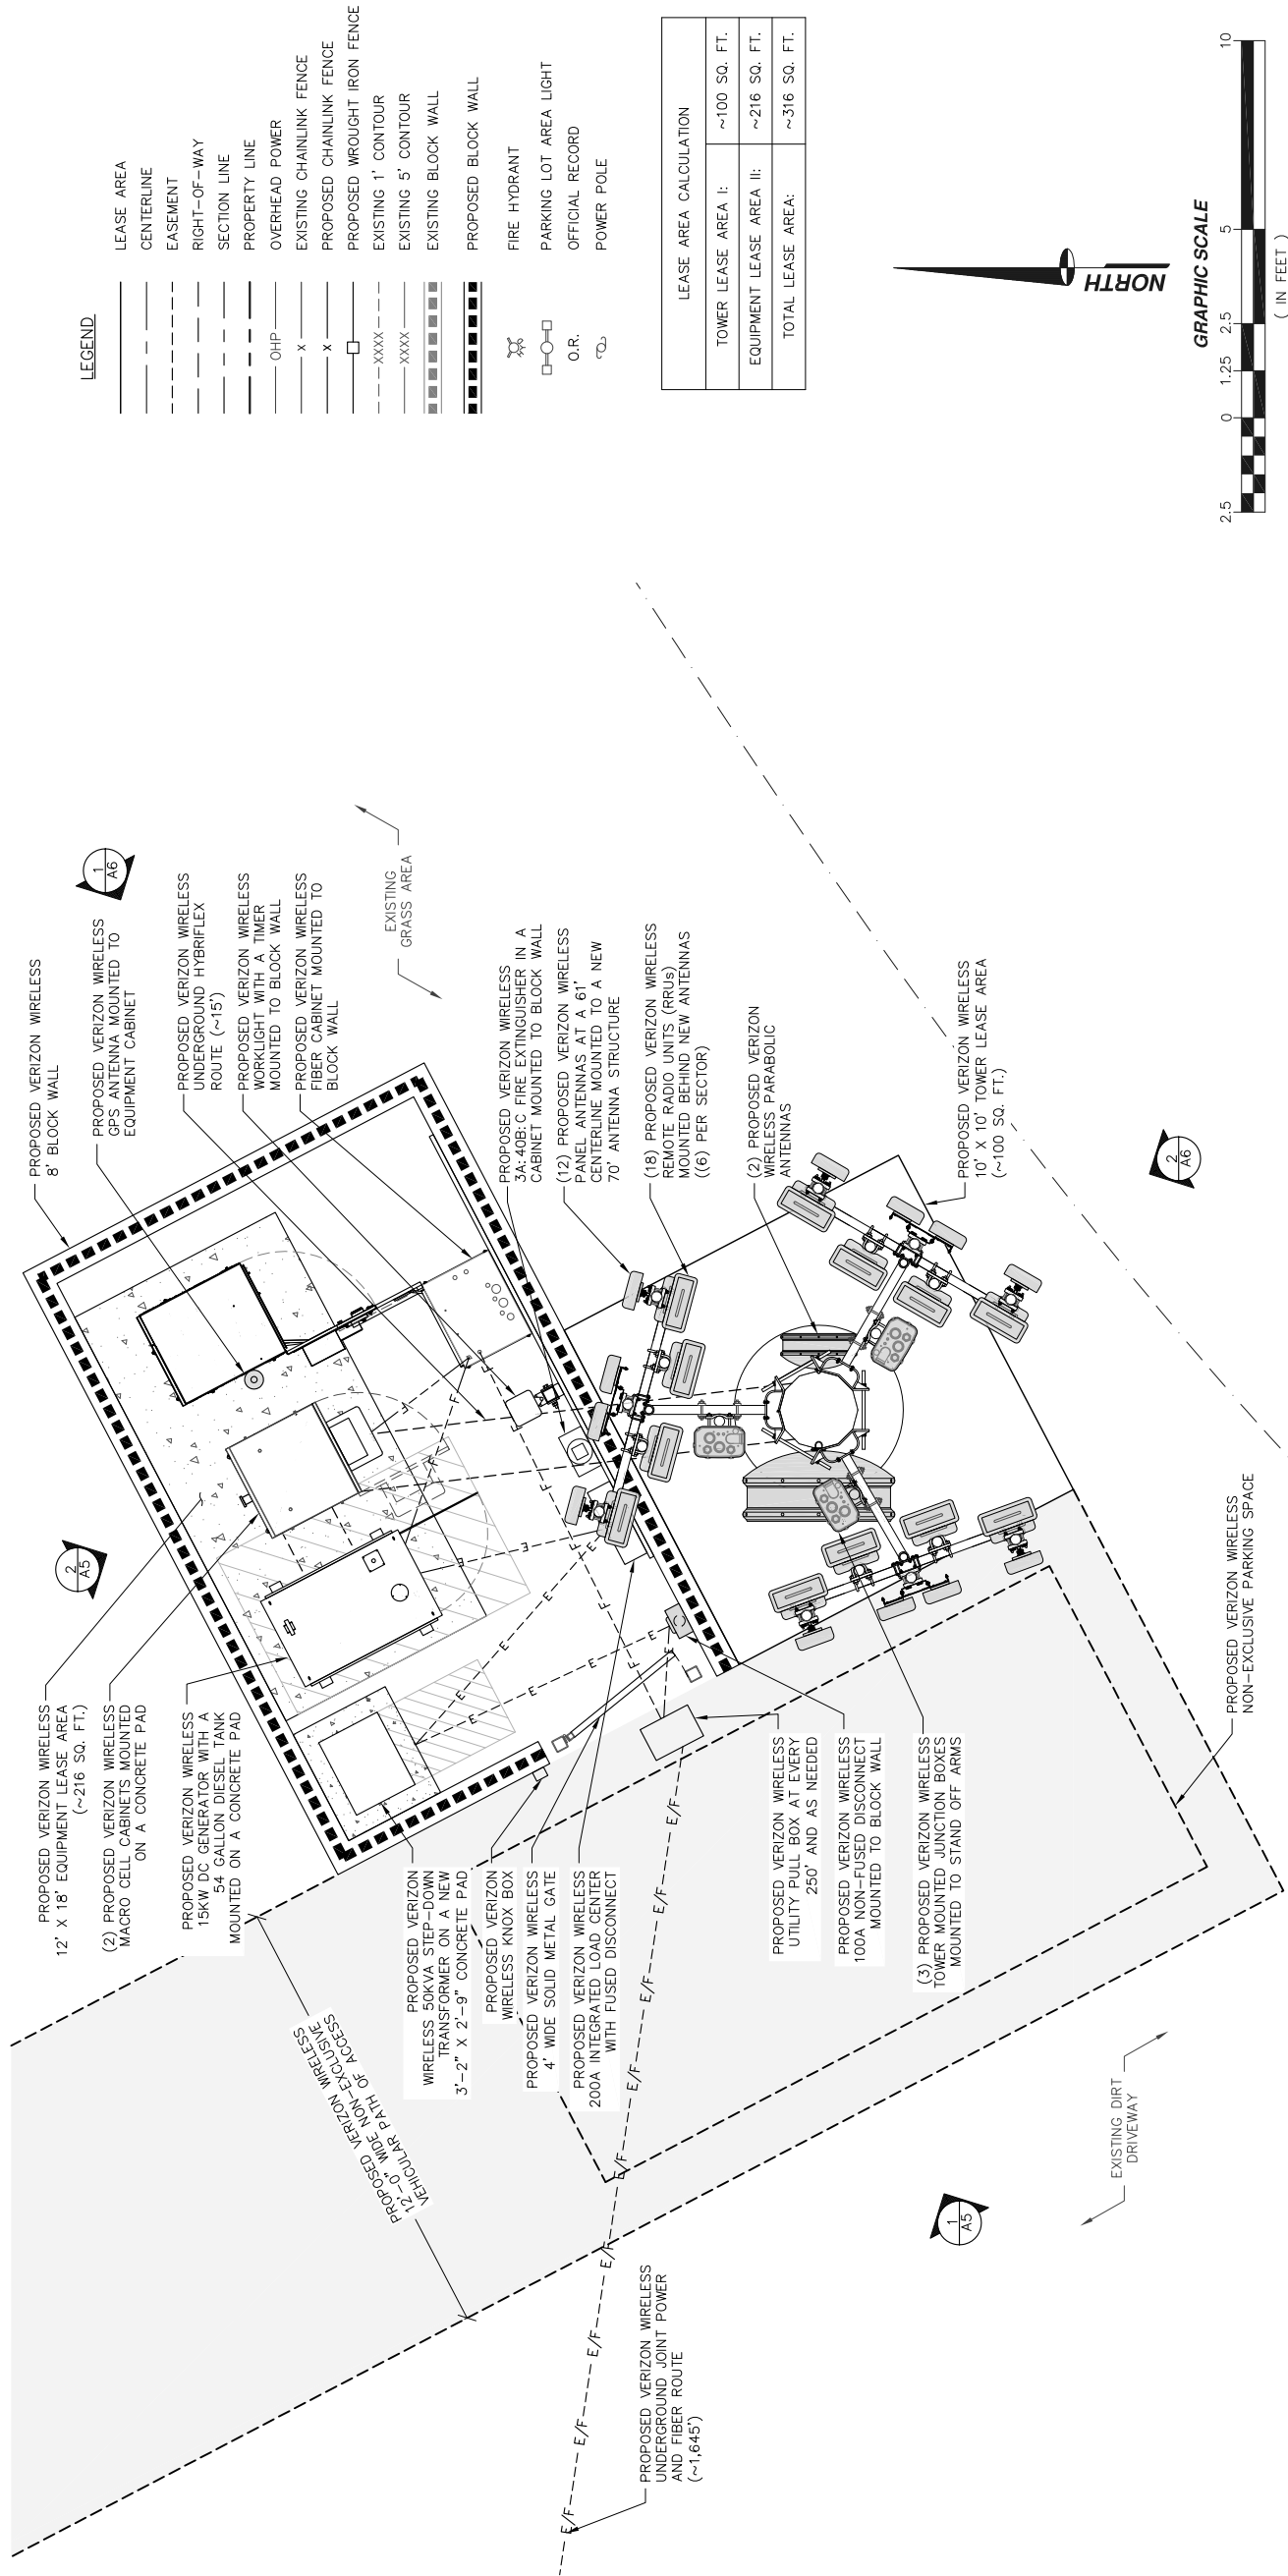 LEGEND
LEASE AREA
CENTERLINE
EASEMENT
RIGHT-OF-WAY
SECTION LINE
PROPERTY LINE
OHP
OVERHEAD POWER
X
EXISTING CHAINLINK FENCE
X
PROPOSED CHAINLINK FENCE
PROPOSED WROUGHT IRON FENCE
XXXX
EXISTING 1' CONTOUR
XXXX
EXISTING 5' CONTOUR
EXISTING BLOCK WALL
PROPOSED BLOCK WALL
FIRE HYDRANT
PARKING LOT AREA LIGHT
O.R.
OFFICIAL RECORD
POWER POLE
LEASE AREA CALCULATION
TOWER LEASE AREA I: ~100 SQ. FT.
EQUIPMENT LEASE AREA II: ~216 SQ. FT.
TOTAL LEASE AREA: ~316 SQ. FT.
NORTH
GRAPHIC SCALE
2.5 0 1.25 2.5 5 10
( IN FEET )
PROPOSED VERIZON WIRELESS
8' BLOCK WALL
1
A6
PROPOSED VERIZON WIRELESS
GPS ANTENNA MOUNTED TO
EQUIPMENT CABINET
PROPOSED VERIZON WIRELESS
UNDERGROUND HYBRIFLEX
ROUTE (~15')
PROPOSED VERIZON WIRELESS
WORKLIGHT WITH A TIMER
MOUNTED TO BLOCK WALL
PROPOSED VERIZON WIRELESS
FIBER CABINET MOUNTED TO
BLOCK WALL
EXISTING
GRASS AREA
PROPOSED VERIZON WIRELESS
3A:40B:C FIRE EXTINGUISHER IN A
CABINET MOUNTED TO BLOCK WALL
(12) PROPOSED VERIZON WIRELESS
PANEL ANTENNAS AT A 61'
CENTERLINE MOUNTED TO A NEW
70' ANTENNA STRUCTURE
(18) PROPOSED VERIZON WIRELESS
REMOTE RADIO UNITS (RRUs)
MOUNTED BEHIND NEW ANTENNAS
((6) PER SECTOR)
(2) PROPOSED VERIZON
WIRELESS PARABOLIC
ANTENNAS
PROPOSED VERIZON WIRELESS
10' X 10' TOWER LEASE AREA
(~100 SQ. FT.)
2
A6
2
A5
PROPOSED VERIZON WIRELESS
12' X 18' EQUIPMENT LEASE AREA
(~216 SQ. FT.)
(2) PROPOSED VERIZON WIRELESS
MACRO CELL CABINETS MOUNTED
ON A CONCRETE PAD
PROPOSED VERIZON WIRELESS
15KW DC GENERATOR WITH A
54 GALLON DIESEL TANK
MOUNTED ON A CONCRETE PAD
PROPOSED VERIZON WIRELESS
12'-0" WIDE NON-EXCLUSIVE
VEHICULAR PATH OF ACCESS
PROPOSED VERIZON
WIRELESS 50KVA STEP-DOWN
TRANSFORMER ON A NEW
3'-2" X 2'-9" CONCRETE PAD
PROPOSED VERIZON
WIRELESS KNOX BOX
PROPOSED VERIZON WIRELESS
4' WIDE SOLID METAL GATE
PROPOSED VERIZON WIRELESS
200A INTEGRATED LOAD CENTER
WITH FUSED DISCONNECT
PROPOSED VERIZON WIRELESS
UTILITY PULL BOX AT EVERY
250' AND AS NEEDED
PROPOSED VERIZON WIRELESS
100A NON-FUSED DISCONNECT
MOUNTED TO BLOCK WALL
(3) PROPOSED VERIZON WIRELESS
TOWER MOUNTED JUNCTION BOXES
MOUNTED TO STAND OFF ARMS
PROPOSED VERIZON WIRELESS
NON-EXCLUSIVE PARKING SPACE
E/F E/F E/F E/F E/F E/F E/F
PROPOSED VERIZON WIRELESS
UNDERGROUND JOINT POWER
AND FIBER ROUTE
(~1,645')
1
A5
EXISTING DIRT
DRIVEWAY